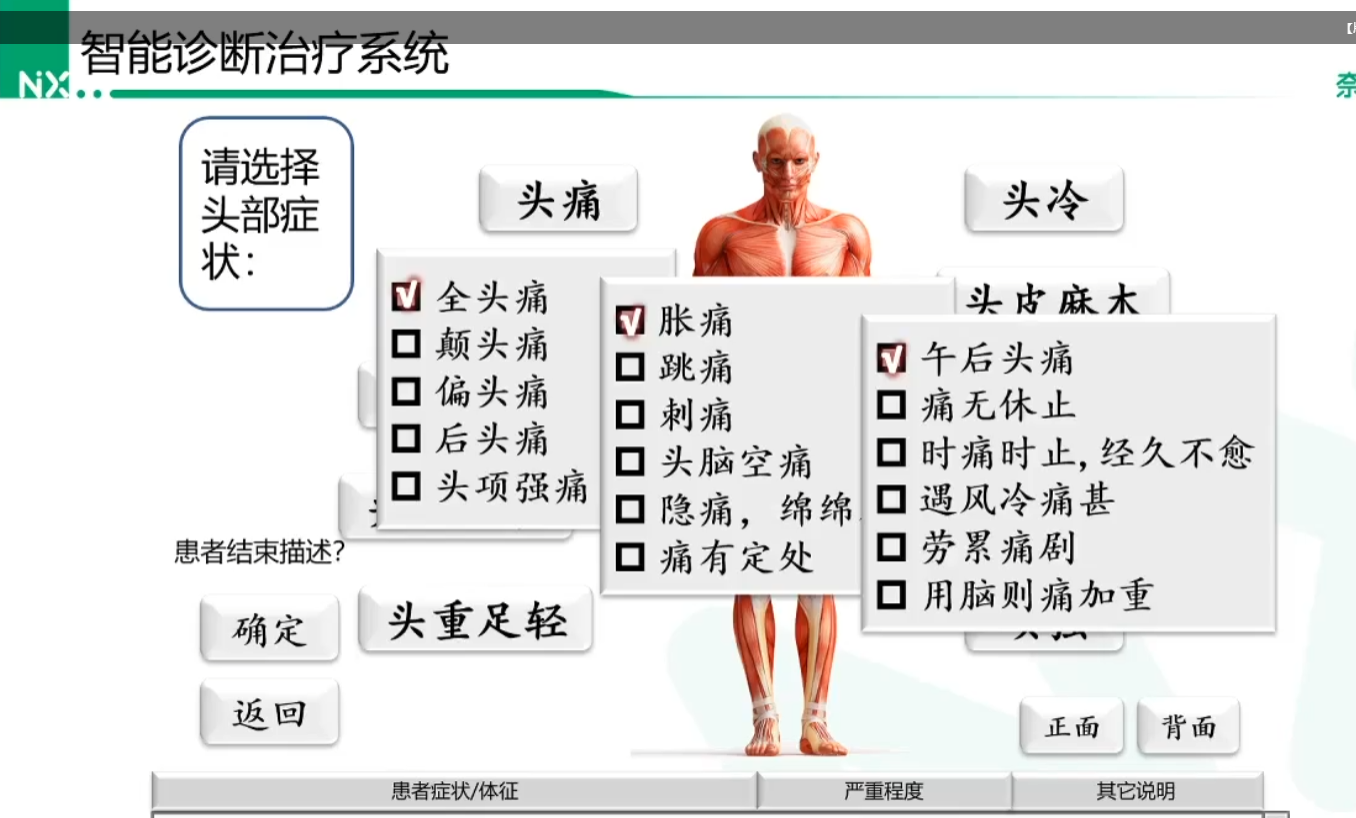 智能诊断治疗系统
NiX
请选择
头部症
状：
头痛
头冷
头皮麻木
√ 全头痛
颠头痛
偏头痛
后头痛
头项强痛
√ 胀痛
跳痛
刺痛
头脑空痛
隐痛，绵绵
痛有定处
√ 午后头痛
痛无休止
时痛时止,经久不愈
遇风冷痛甚
劳累痛剧
用脑则痛加重
患者结束描述?
确定
头重足轻
返回
正面
背面
患者症状/体征
严重程度
其它说明